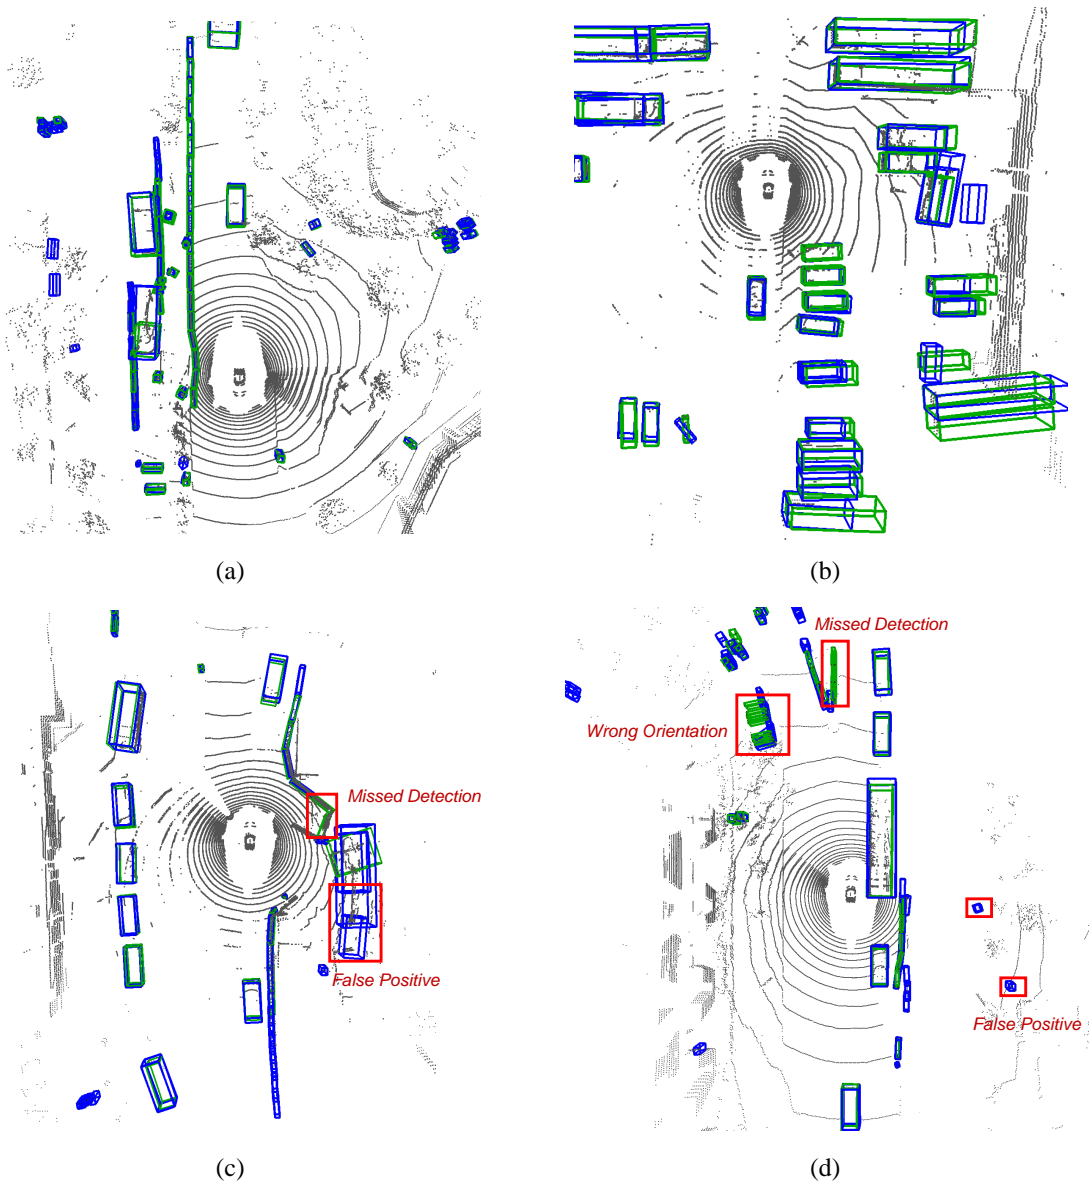 (a)
(b)
Missed Detection
False Positive
(c)
Missed Detection
Wrong Orientation
False Positive
(d)